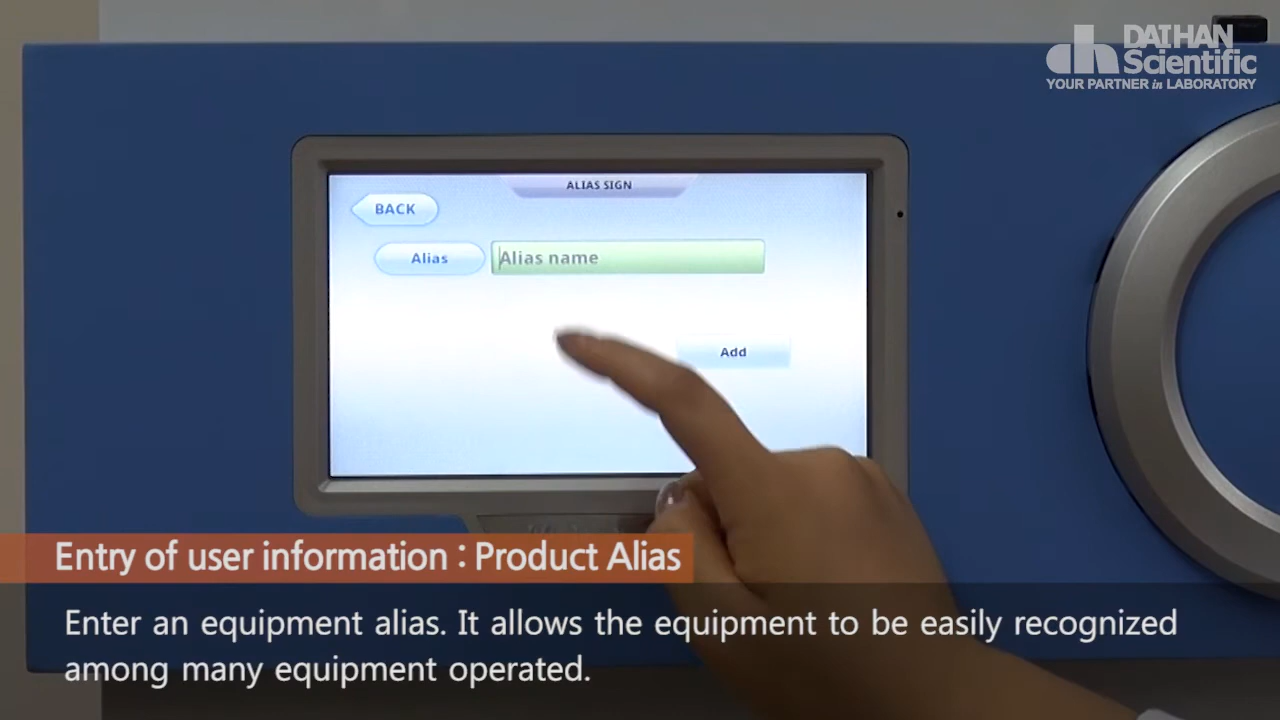 DAIHAN
Scientific
YOUR PARTNER in LABORATORY
ALIAS SIGN
BACK
Alias
Alias name
Add
Entry of user information : Product Alias
Enter an equipment alias. It allows the equipment to be easily recognized
among many equipment operated.